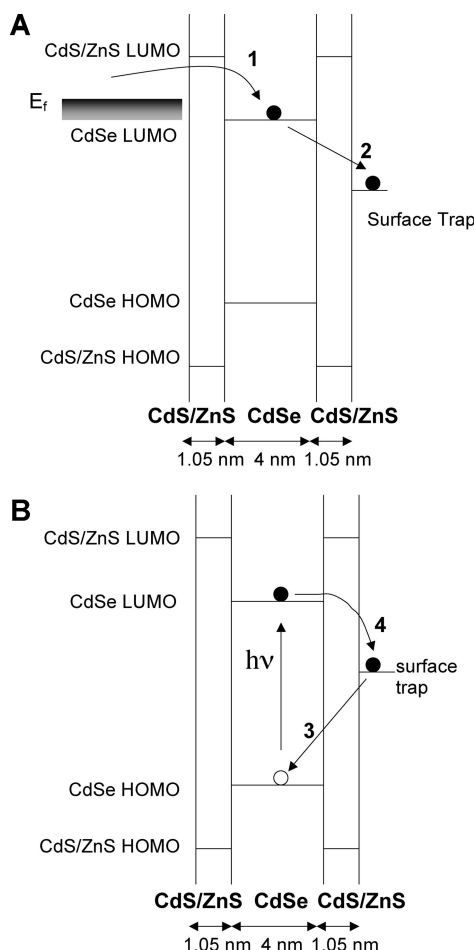 A
CdS/ZnS LUMO
1
E_f
CdSe LUMO
2
Surface Trap
CdSe HOMO
CdS/ZnS HOMO
CdS/ZnS CdSe CdS/ZnS
1.05 nm 4 nm 1.05 nm
B
CdS/ZnS LUMO
CdSe LUMO
4
hν
surface
trap
3
CdSe HOMO
CdS/ZnS HOMO
CdS/ZnS CdSe CdS/ZnS
1.05 nm 4 nm 1.05 nm